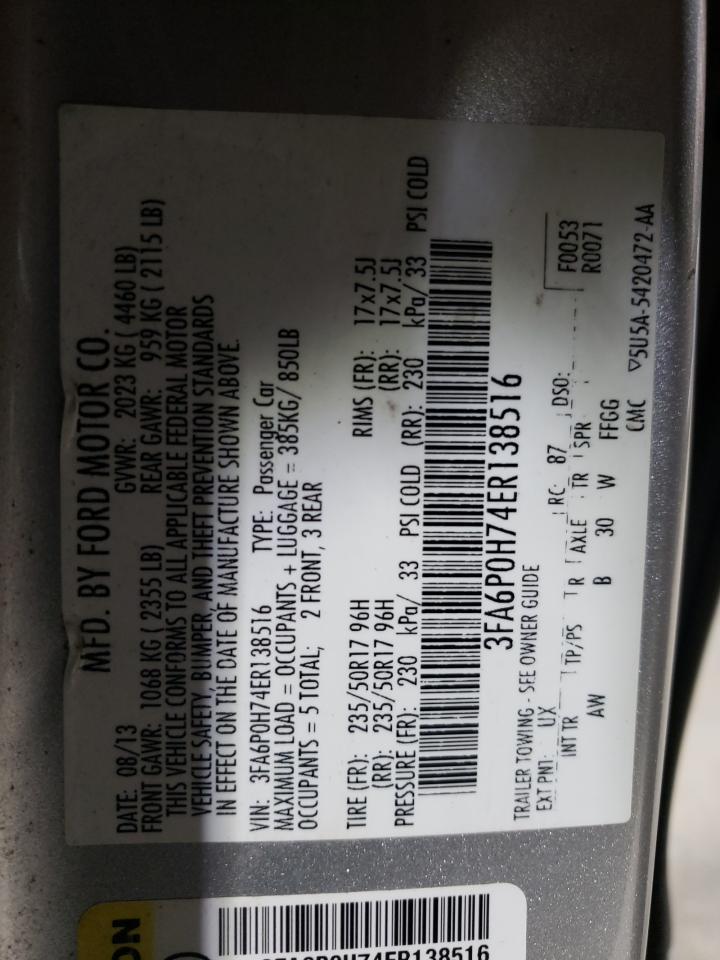 MFD. BY FORD MOTOR CO.
DATE: 08/13 GVWR: 2023 KG ( 4460 LB)
FRONT GAWR: 1068 KG ( 2355 LB) REAR GAWR: 959 KG ( 2115 LB)
THIS VEHICLE CONFORMS TO ALL APPLICABLE FEDERAL MOTOR
VEHICLE SAFETY, BUMPER, AND THEFT PREVENTION STANDARDS
IN EFFECT ON THE DATE OF MANUFACTURE SHOWN ABOVE.
VIN: 3FA6P0H74ER138516 TYPE: Passenger Car
MAXIMUM LOAD = OCCUPANTS + LUGGAGE = 385KG/ 850LB
OCCUPANTS = 5 TOTAL; 2 FRONT, 3 REAR
TIRE (FR): 235/50R17 96H RIMS (FR): 17x7.5J
(RR): 235/50R17 96H (RR): 17x7.5J
PRESSURE (FR): 230 kPa/ 33 PSI COLD (RR): 230 kPa/ 33 PSI COLD
3FA6P0H74ER138516
TRAILER TOWING - SEE OWNER GUIDE
EXT PNT: UX RC: 87 DSO: F0053
INT TR TP/PS R AXLE TR SPR R0071
AW B 30 W FFGG
CMC ▽5U5A-5420472-AA
ON
3FA6P0H74ER138516